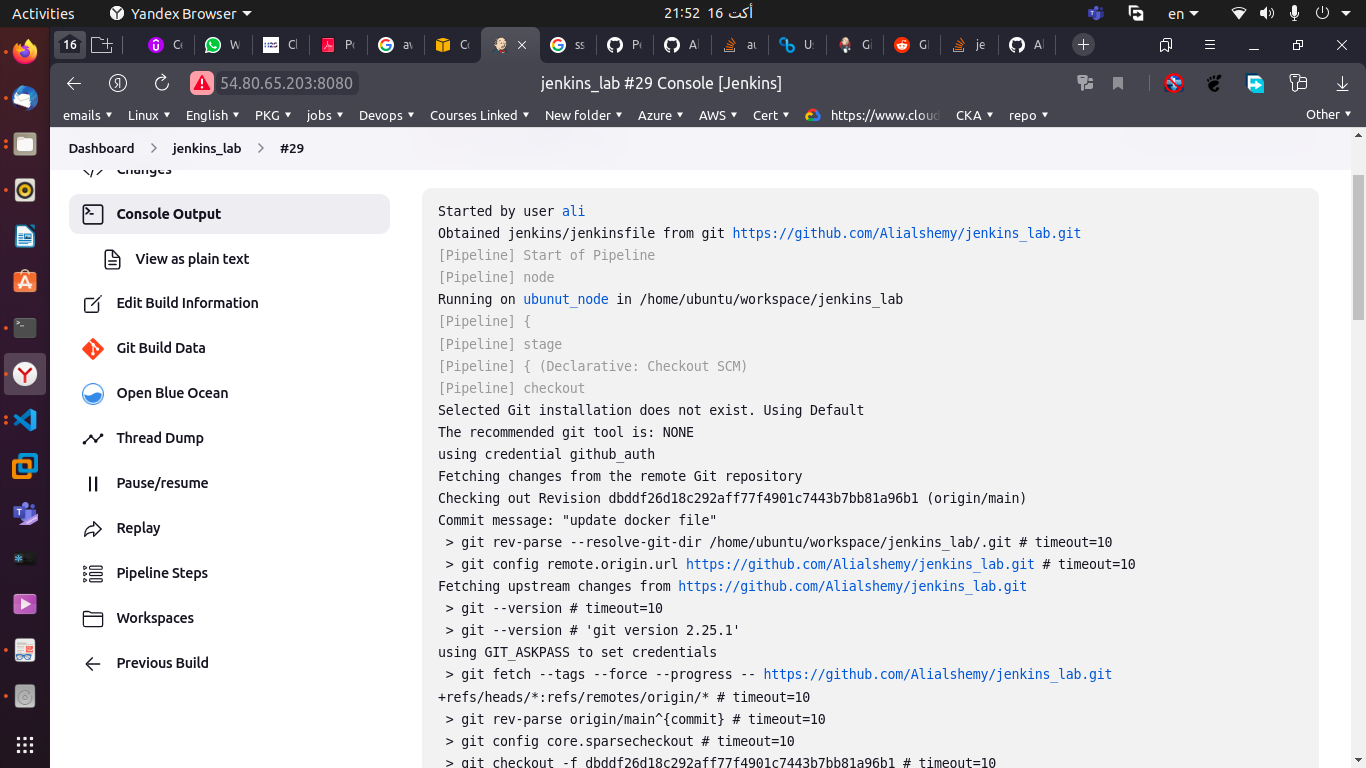 Activities
Yandex Browser
21:52 16 أكت
en
16
Cc
W
Cl
Pc
av
Cc
ss
Pc
Al
au
Us
Gi
Gl
je
Al
54.80.65.203:8080
jenkins_lab #29 Console [Jenkins]
emails
Linux
English
PKG
jobs
Devops
Courses Linked
New folder
Azure
AWS
Cert
https://www.cloud
CKA
repo
Other
Dashboard
jenkins_lab
#29
Changes
Console Output
View as plain text
Edit Build Information
Git Build Data
Open Blue Ocean
Thread Dump
Pause/resume
Replay
Pipeline Steps
Workspaces
Previous Build
Started by user ali
Obtained jenkins/jenkinsfile from git https://github.com/Alialshemy/jenkins_lab.git
[Pipeline] Start of Pipeline
[Pipeline] node
Running on ubunut_node in /home/ubuntu/workspace/jenkins_lab
[Pipeline] {
[Pipeline] stage
[Pipeline] { (Declarative: Checkout SCM)
[Pipeline] checkout
Selected Git installation does not exist. Using Default
The recommended git tool is: NONE
using credential github_auth
Fetching changes from the remote Git repository
Checking out Revision dbddf26d18c292aff77f4901c7443b7bb81a96b1 (origin/main)
Commit message: "update docker file"
> git rev-parse --resolve-git-dir /home/ubuntu/workspace/jenkins_lab/.git # timeout=10
> git config remote.origin.url https://github.com/Alialshemy/jenkins_lab.git # timeout=10
Fetching upstream changes from https://github.com/Alialshemy/jenkins_lab.git
> git --version # timeout=10
> git --version # 'git version 2.25.1'
using GIT_ASKPASS to set credentials
> git fetch --tags --force --progress -- https://github.com/Alialshemy/jenkins_lab.git
+refs/heads/*:refs/remotes/origin/* # timeout=10
> git rev-parse origin/main^{commit} # timeout=10
> git config core.sparsecheckout # timeout=10
> git checkout -f dbddf26d18c292aff77f4901c7443b7bb81a96b1 # timeout=10